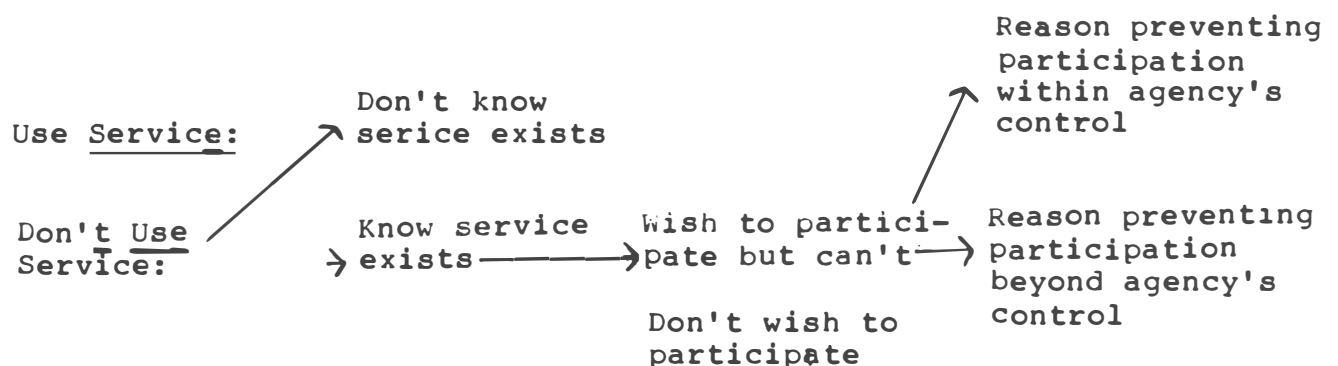 Reason preventing
participation
within agency's
control
Don't know
serice exists
Use Service:
Don't Use
Service:
Know service
exists
Wish to partici-
pate but can't
Reason preventing
participation
beyond agency's
control
Don't wish to
participate